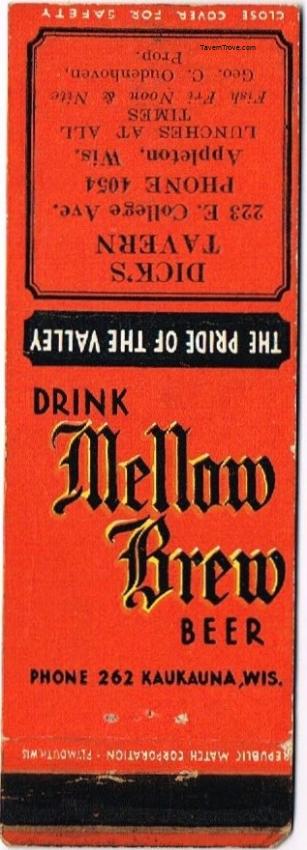 TavernTrove.com
CLOSE COVER FOR SAFETY
DICK'S
TAVERN
223 E. College Ave.
PHONE 4054
Appleton, Wis.
LUNCHES AT ALL
TIMES
Fish Fri Noon & Nite
Geo. C. Oudenhoven,
Prop.
THE PRIDE OF THE VALLEY
DRINK
Mellow
Brew
BEER
PHONE 262 KAUKAUNA, WIS.
REPUBLIC MATCH CORPORATION - PLYMOUTH WIS